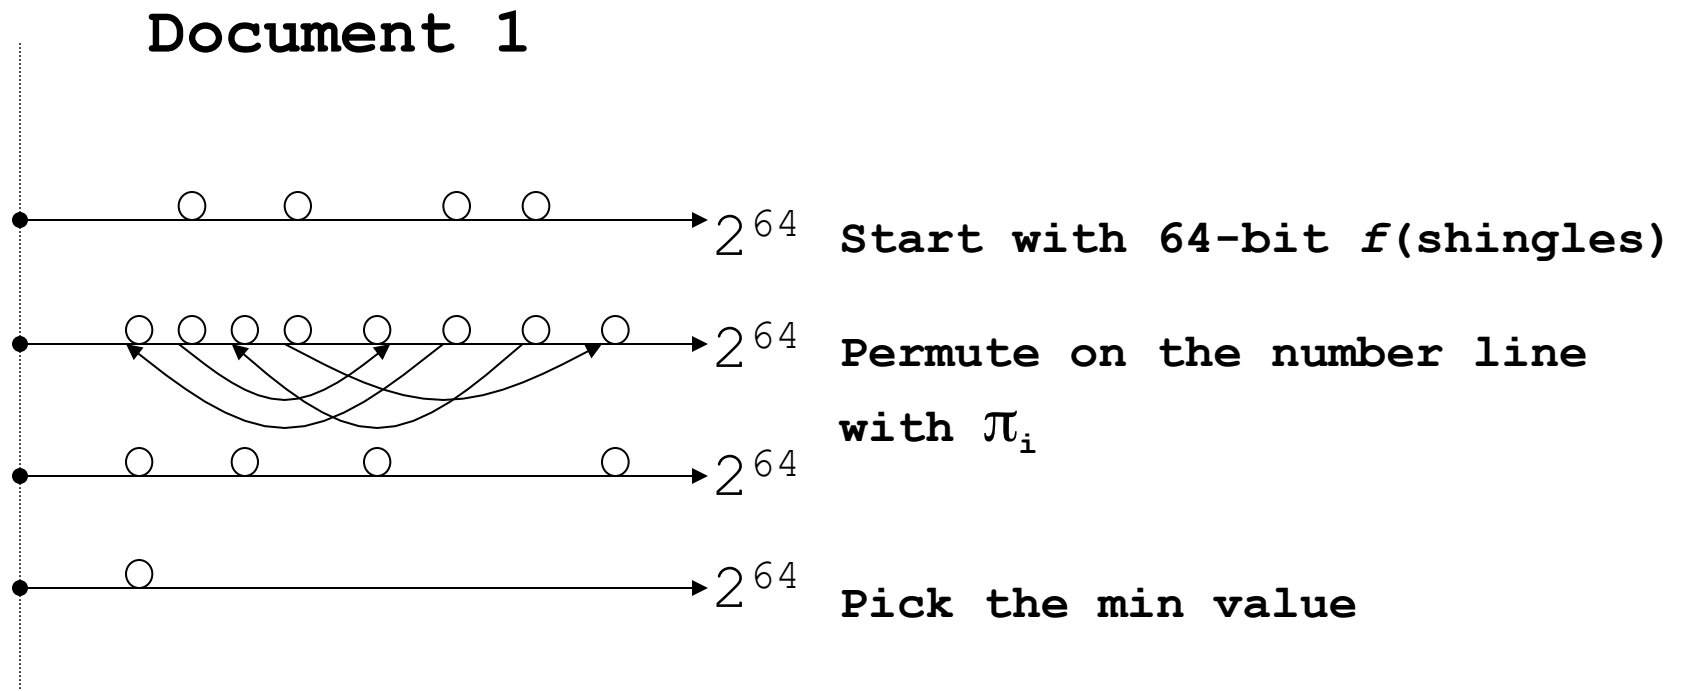 Document 1
2^64 Start with 64-bit f(shingles)
2^64 Permute on the number line
with π_i
2^64
2^64 Pick the min value